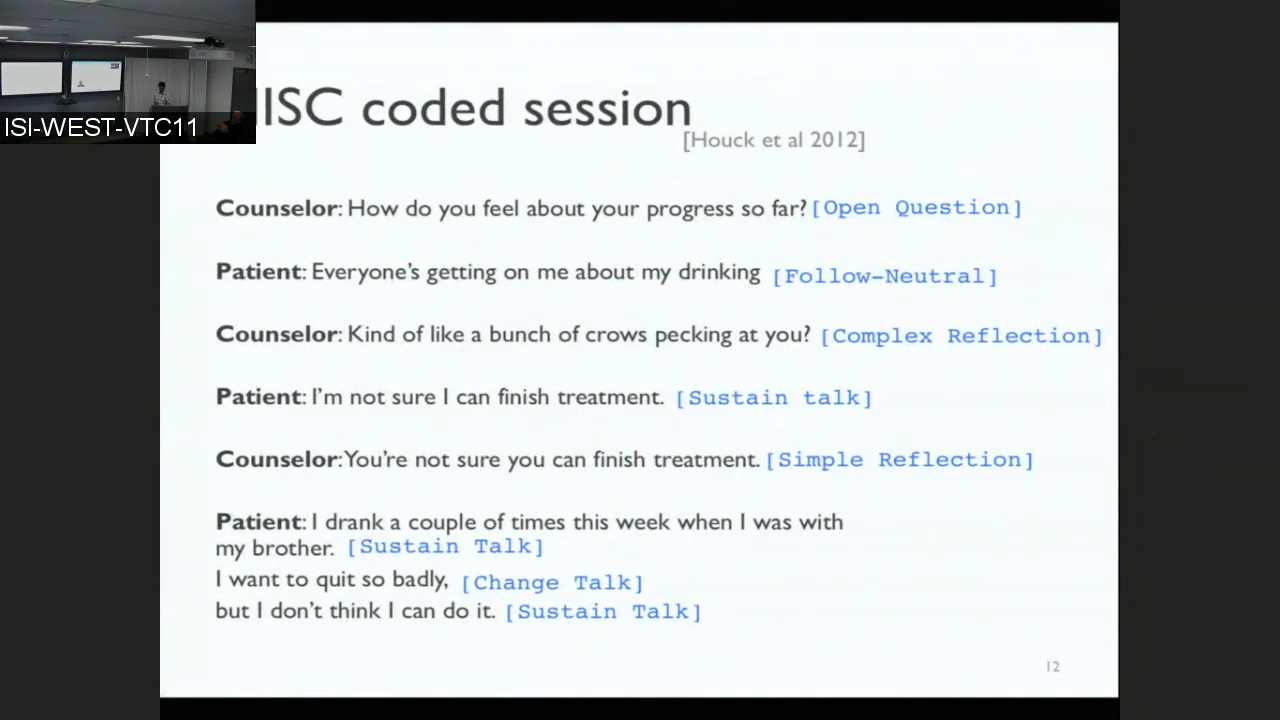 ISI-WEST-VTC11
ISC coded session
[Houck et al 2012]
Counselor: How do you feel about your progress so far? [Open Question]
Patient: Everyone's getting on me about my drinking [Follow-Neutral]
Counselor: Kind of like a bunch of crows pecking at you? [Complex Reflection]
Patient: I'm not sure I can finish treatment. [Sustain talk]
Counselor: You're not sure you can finish treatment. [Simple Reflection]
Patient: I drank a couple of times this week when I was with
my brother. [Sustain Talk]
I want to quit so badly, [Change Talk]
but I don't think I can do it. [Sustain Talk]
12